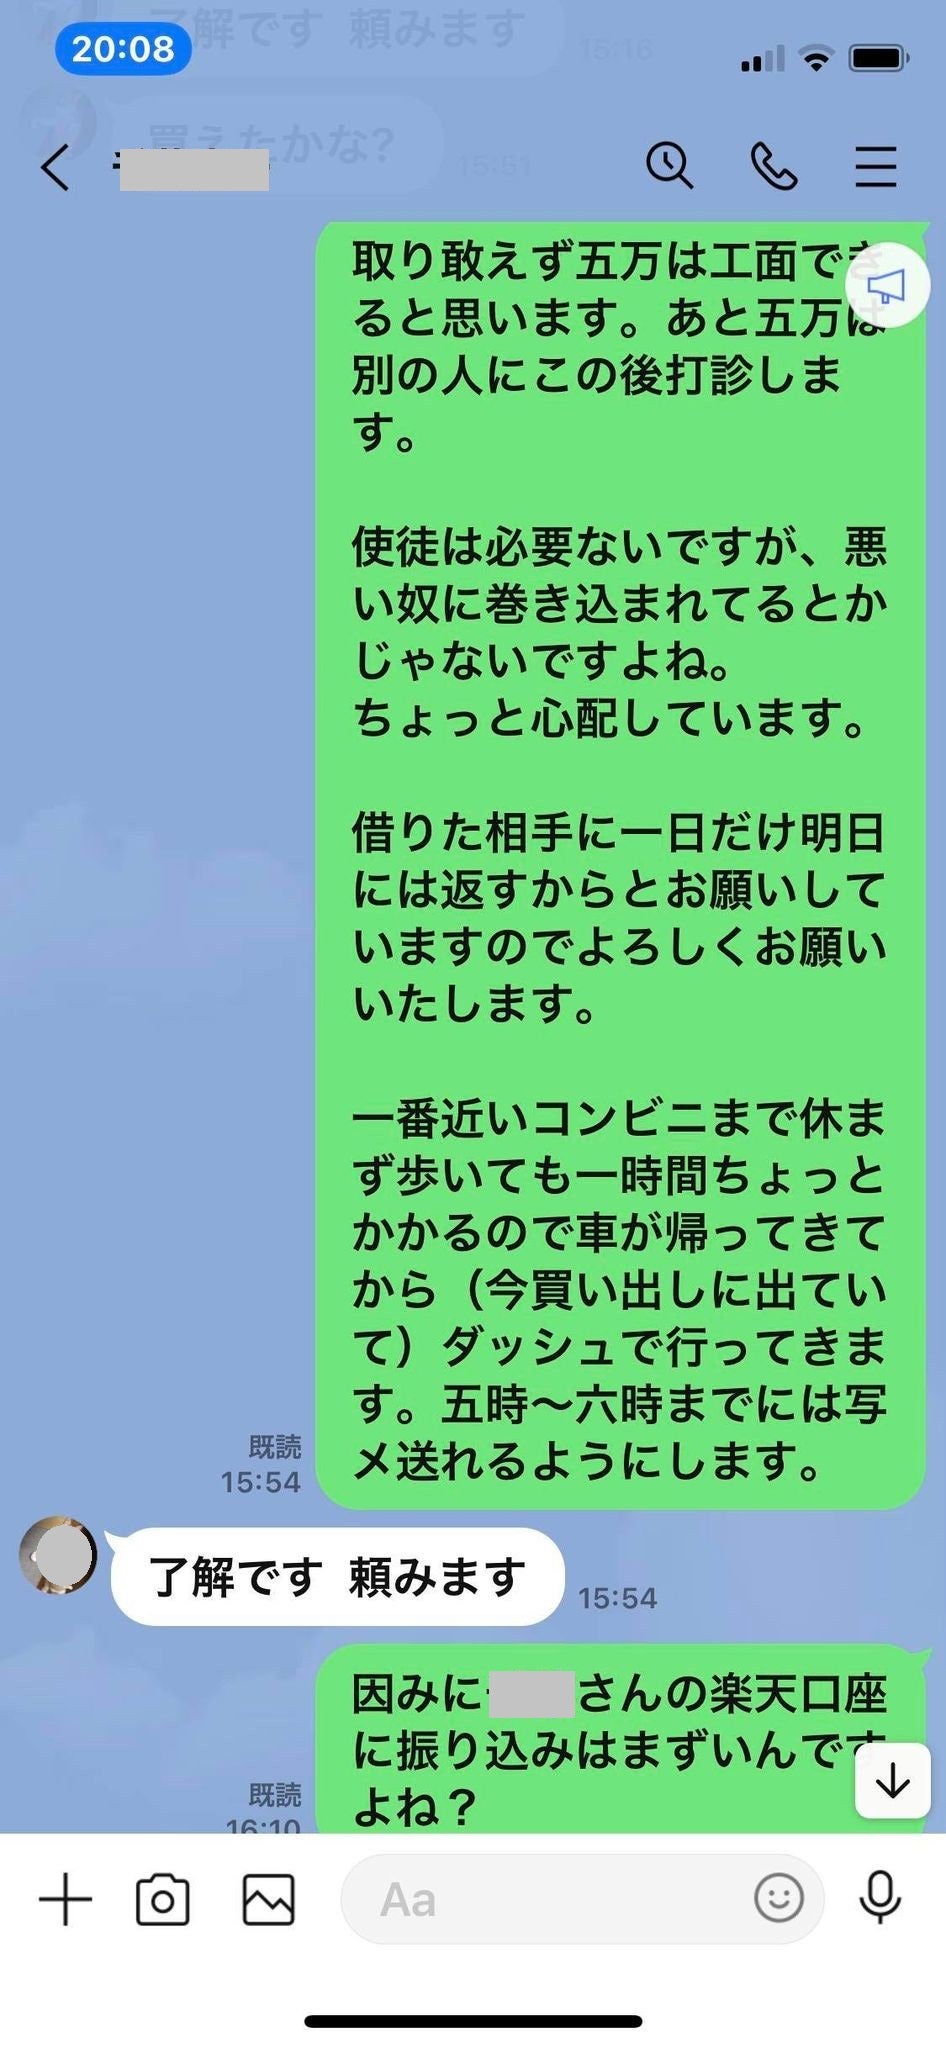 了解です 頼みます
15:16
20:08
買えたかな?
15:51
取り敢えず五万は工面でき
ると思います。あと五万は
別の人にこの後打診しま
す。
使徒は必要ないですが、悪
い奴に巻き込まれてるとか
じゃないですよね。
ちょっと心配しています。
借りた相手に一日だけ明日
には返すからとお願いして
いますのでよろしくお願い
いたします。
一番近いコンビニまで休ま
ず歩いても一時間ちょっと
かかるので車が帰ってきて
から（今買い出しに出てい
て）ダッシュで行ってきま
す。五時〜六時までには写
メ送れるようにします。
既読
15:54
了解です 頼みます
15:54
因みに
さんの楽天口座
に振り込みはまずいんです
よね？
既読
16:10
Aa